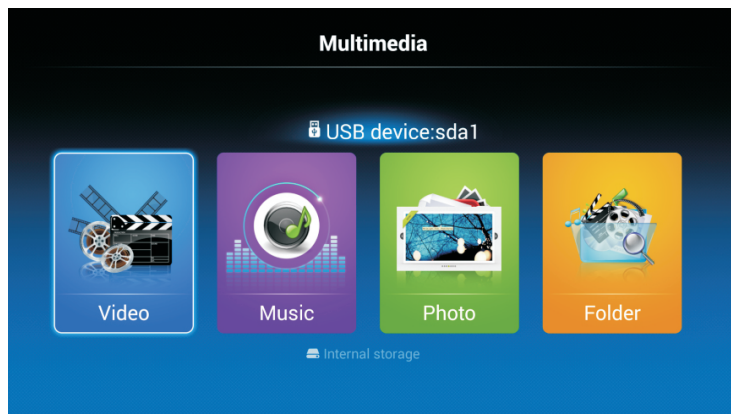 Multimedia
USB device:sda1
Video
Music
Photo
Folder
Internal storage